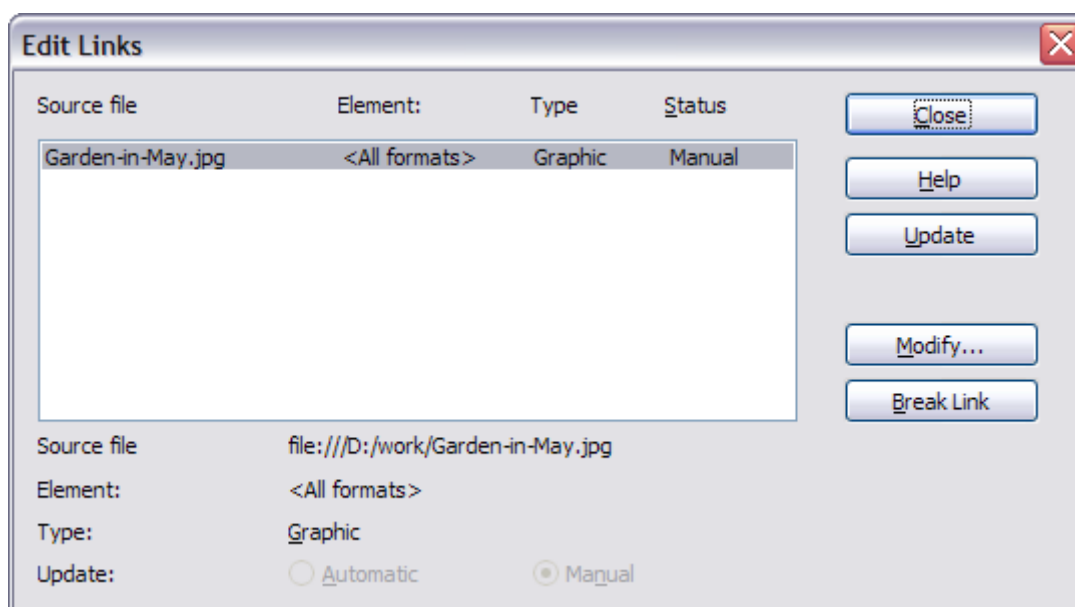 Edit Links
Source file Element: Type Status
Close
Garden-in-May.jpg <All formats> Graphic Manual
Help
Update
Modify...
Break Link
Source file file:///D:/work/Garden-in-May.jpg
Element: <All formats>
Type: Graphic
Update: Automatic Manual